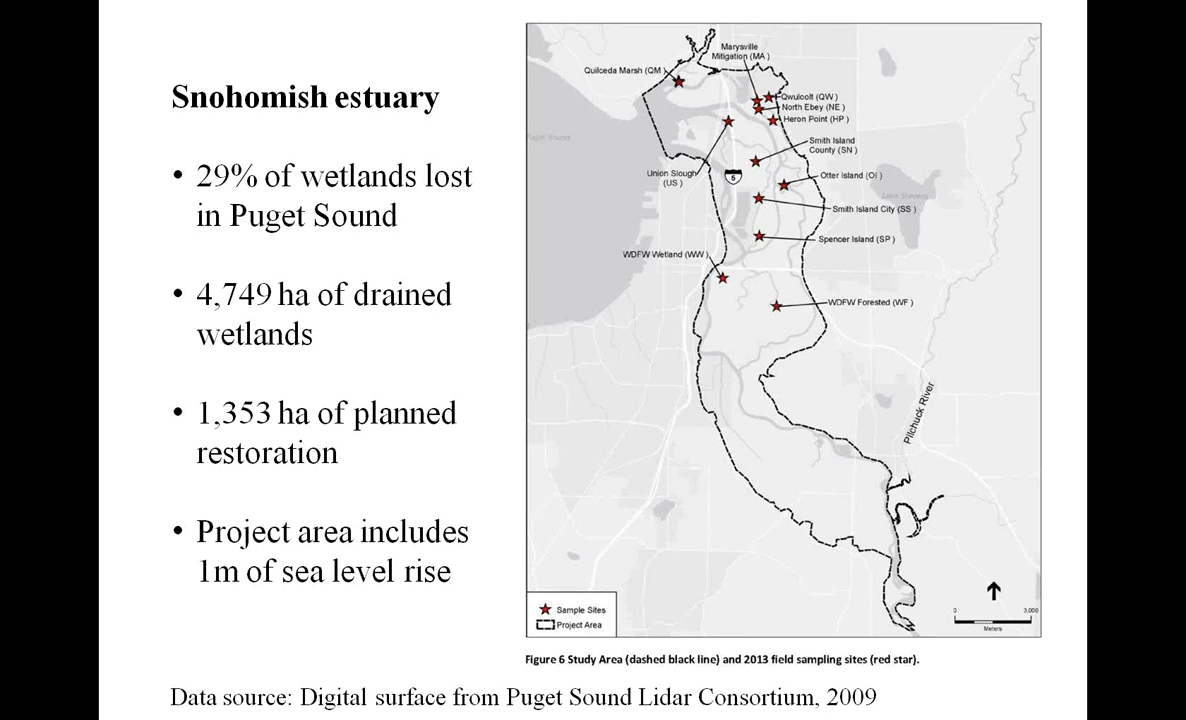 Snohomish estuary
• 29% of wetlands lost
in Puget Sound
• 4,749 ha of drained
wetlands
• 1,353 ha of planned
restoration
• Project area includes
1m of sea level rise
Marysville
Mitigation (MA )
Quilceda Marsh (QM )
Qwuloolt (QW )
North Ebey (NE )
Heron Point (HP )
Puget Sound
Smith Island
County (SN )
Union Slough
(US )
5
Otter Island (OI )
Lake Stevens
Smith Island City (SS )
Spencer Island (SP )
WDFW Wetland (WW )
WDFW Forested (WF )
Pilchuck River
Sample Sites
Project Area
0 3,000
Meters
Figure 6 Study Area (dashed black line) and 2013 field sampling sites (red star).
Data source: Digital surface from Puget Sound Lidar Consortium, 2009